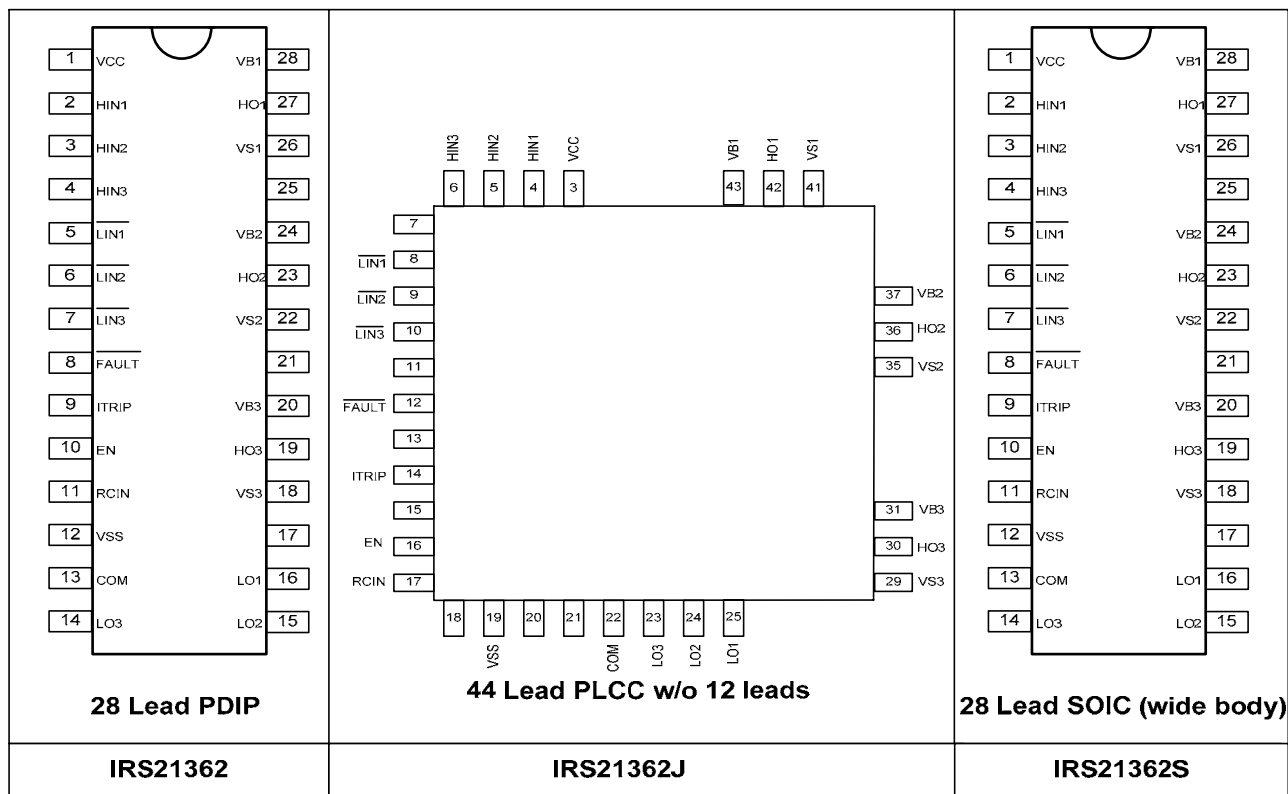 1 VCC VB1 28
2 HIN1 HO1 27
3 HIN2 VS1 26
4 HIN3 25
5 LIN1 VB2 24
6 LIN2 HO2 23
7 LIN3 VS2 22
8 FAULT 21
9 ITRIP VB3 20
10 EN HO3 19
11 RCIN VS3 18
12 VSS 17
13 COM LO1 16
14 LO3 LO2 15
28 Lead PDIP
IRS21362
HIN3 HIN2 HIN1 VCC VB1 HO1 VS1
6 5 4 3 43 42 41
7
LIN1 8
LIN2 9 37 VB2
LIN3 10 36 HO2
11 35 VS2
FAULT 12
13
ITRIP 14
15 31 VB3
EN 16 30 HO3
RCIN 17 29 VS3
18 19 20 21 22 23 24 25
VSS COM LO3 LO2 LO1
44 Lead PLCC w/o 12 leads
IRS21362J
1 VCC VB1 28
2 HIN1 HO1 27
3 HIN2 VS1 26
4 HIN3 25
5 LIN1 VB2 24
6 LIN2 HO2 23
7 LIN3 VS2 22
8 FAULT 21
9 ITRIP VB3 20
10 EN HO3 19
11 RCIN VS3 18
12 VSS 17
13 COM LO1 16
14 LO3 LO2 15
28 Lead SOIC (wide body)
IRS21362S